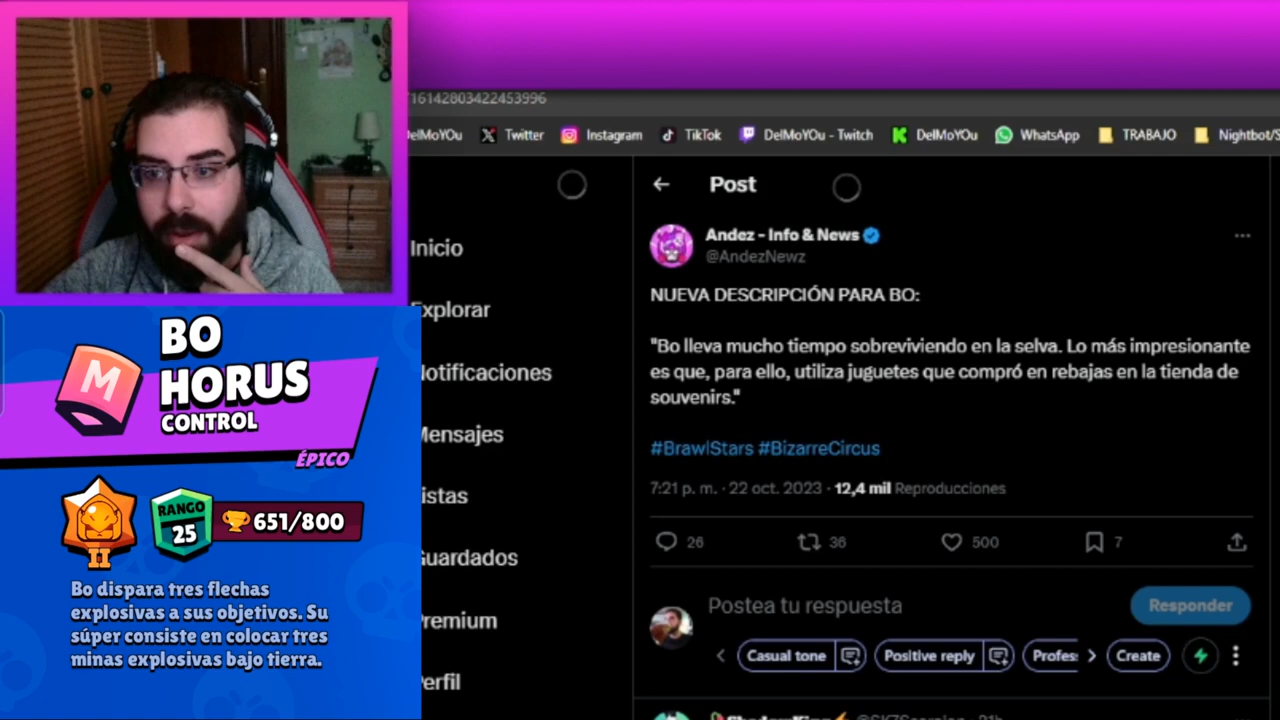 16142803422453996
DelMoYOu
Twitter
Instagram
TikTok
DelMoYOu - Twitch
DelMoYOu
WhatsApp
TRABAJO
Nightbot/S
Post
Andez - Info & News
@AndezNewz
Inicio
Explorar
Notificaciones
Mensajes
Listas
Guardados
Premium
Perfil
NUEVA DESCRIPCIÓN PARA BO:
"Bo lleva mucho tiempo sobreviviendo en la selva. Lo más impresionante
es que, para ello, utiliza juguetes que compró en rebajas en la tienda de
souvenirs."
#BrawlStars #BizarreCircus
7:21 p. m. · 22 oct. 2023 · 12,4 mil Reproducciones
26
36
500
7
Postea tu respuesta
Responder
Casual tone
Positive reply
Profes
Create
M
BO
HORUS
CONTROL
ÉPICO
II
RANGO
25
651/800
Bo dispara tres flechas
explosivas a sus objetivos. Su
súper consiste en colocar tres
minas explosivas bajo tierra.